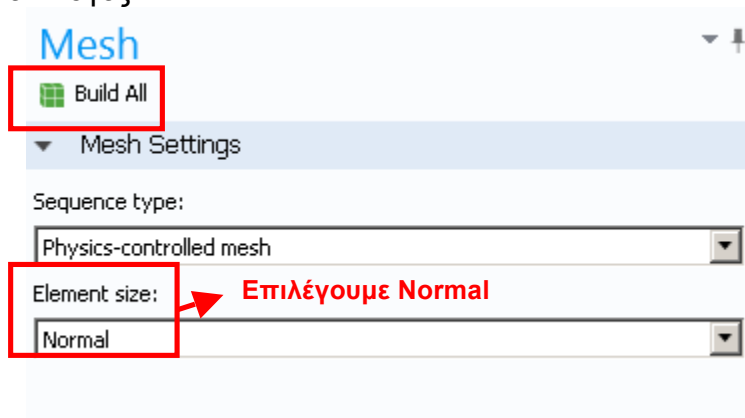 Mesh
Build All
Mesh Settings
Sequence type:
Physics-controlled mesh
Element size:
Επιλέγουμε Normal
Normal